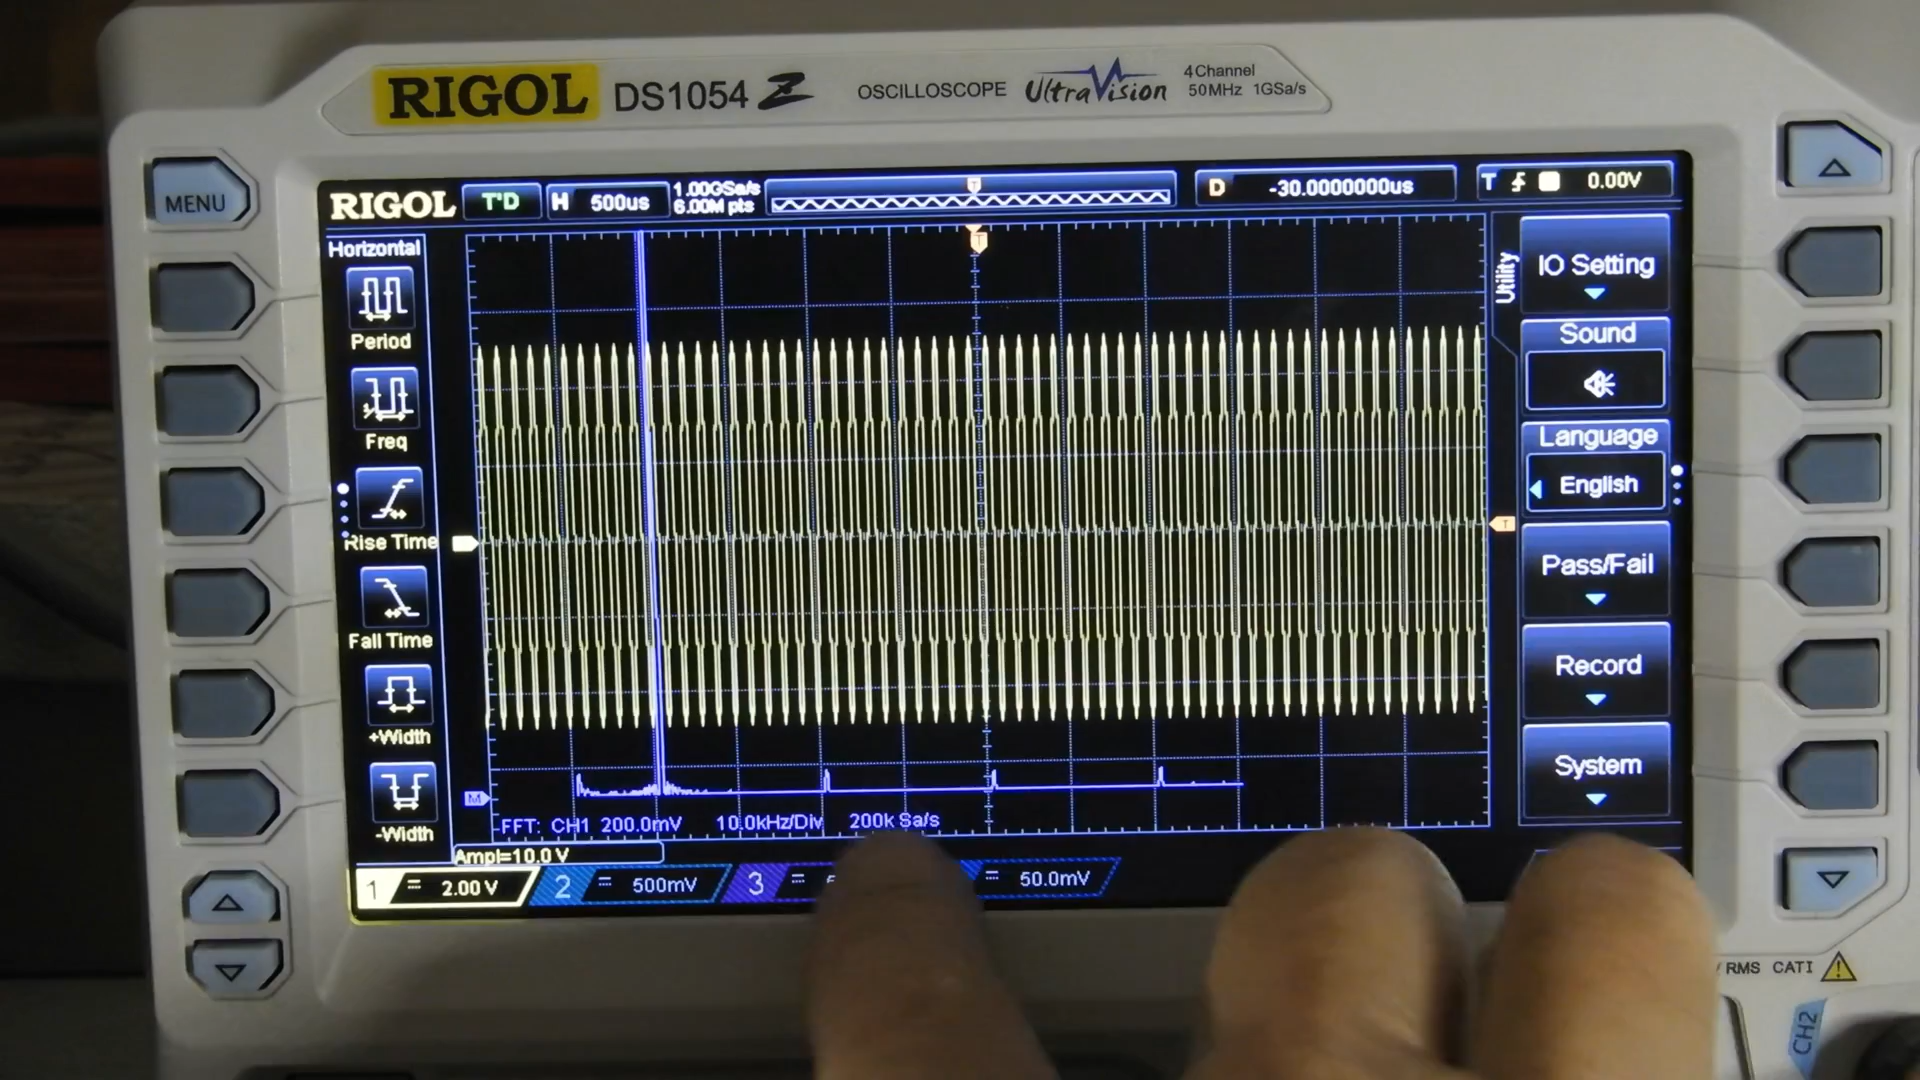 RIGOL DS1054 Z OSCILLOSCOPE UltraVision 4 Channel
50MHz 1GSa/s
MENU
RIGOL T'D H 500us 1.00GSa/s
6.00M pts
D -30.0000000us T 0.00V
Horizontal
Period
Freq
Rise Time
Fall Time
+Width
-Width
T
T
M
Utility
IO Setting
Sound
Language
English
Pass/Fail
Record
System
FFT: CH1 200.0mV 10.0kHz/Div 200k Sa/s
Ampl=10.0 V
1 = 2.00 V 2 = 500mV 3 = = 50.0mV
RMS CATI
CH2